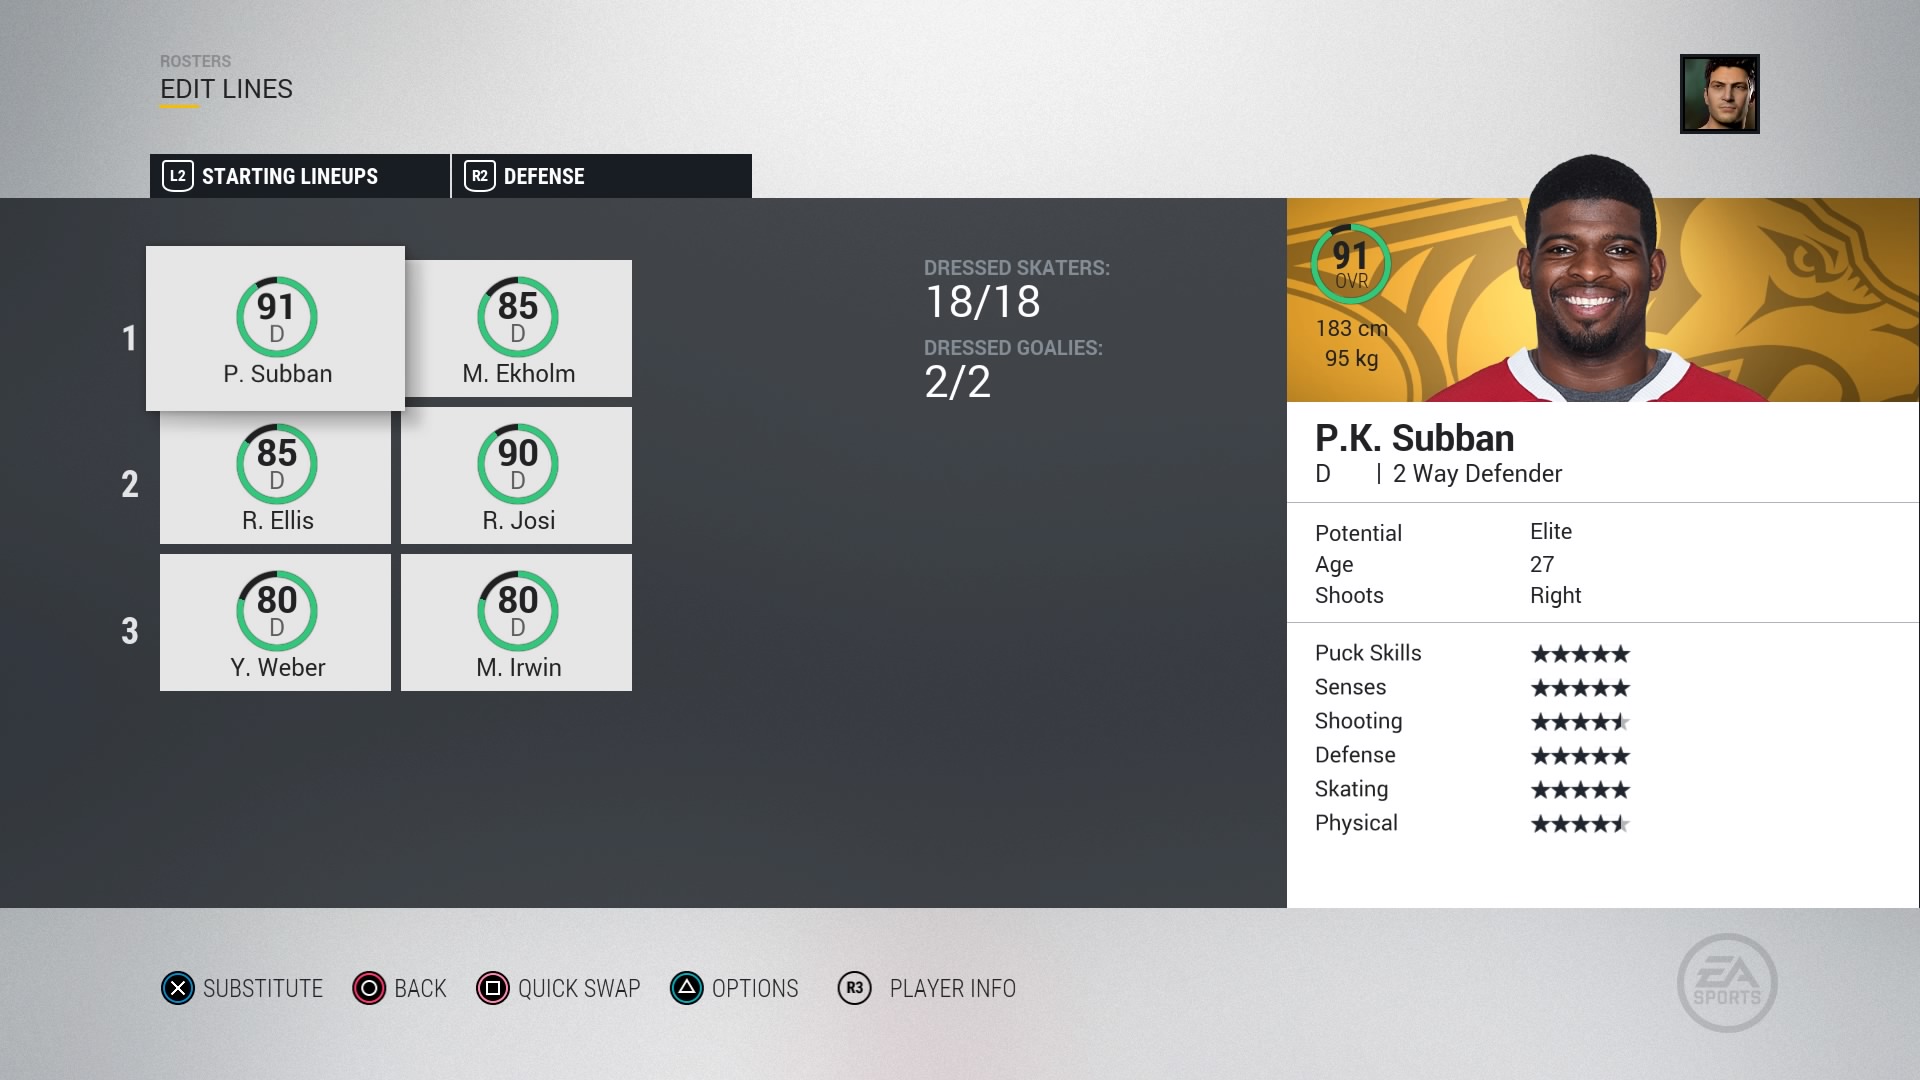 ROSTERS
EDIT LINES
L2 STARTING LINEUPS
R2 DEFENSE
1
91
D
P. Subban
85
D
M. Ekholm
2
85
D
R. Ellis
90
D
R. Josi
3
80
D
Y. Weber
80
D
M. Irwin
DRESSED SKATERS:
18/18
DRESSED GOALIES:
2/2
91
OVR
183 cm
95 kg
P.K. Subban
D | 2 Way Defender
Potential Elite
Age 27
Shoots Right
Puck Skills
Senses
Shooting
Defense
Skating
Physical
SUBSTITUTE BACK QUICK SWAP OPTIONS R3 PLAYER INFO
EA
SPORTS